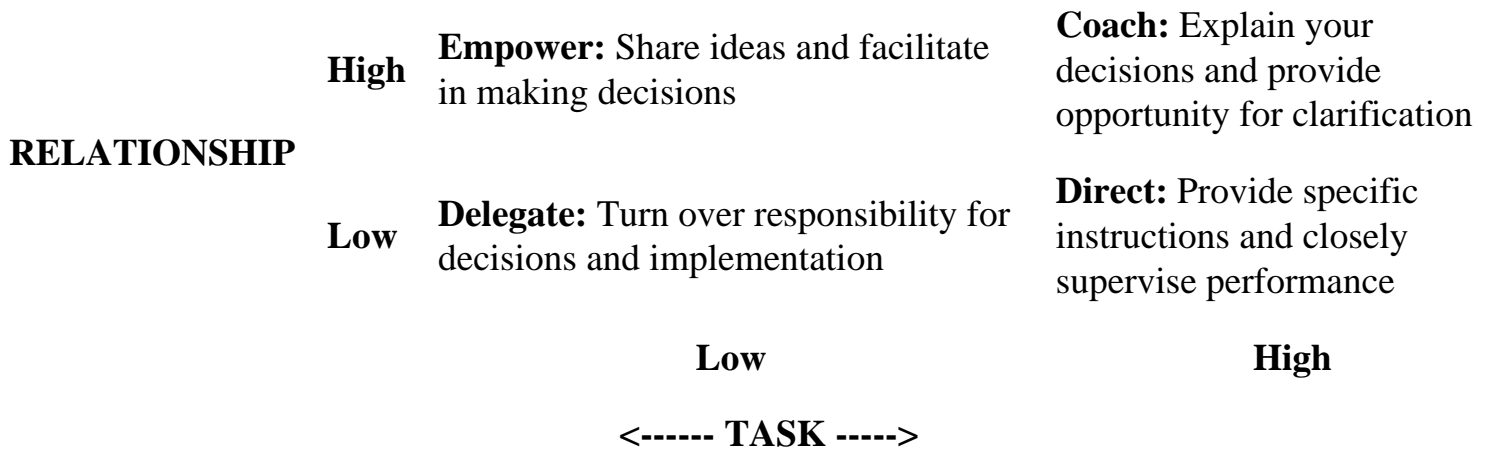 RELATIONSHIP
High
Empower: Share ideas and facilitate
in making decisions
Coach: Explain your
decisions and provide
opportunity for clarification
Low
Delegate: Turn over responsibility for
decisions and implementation
Direct: Provide specific
instructions and closely
supervise performance
Low
High
<------ TASK ----->